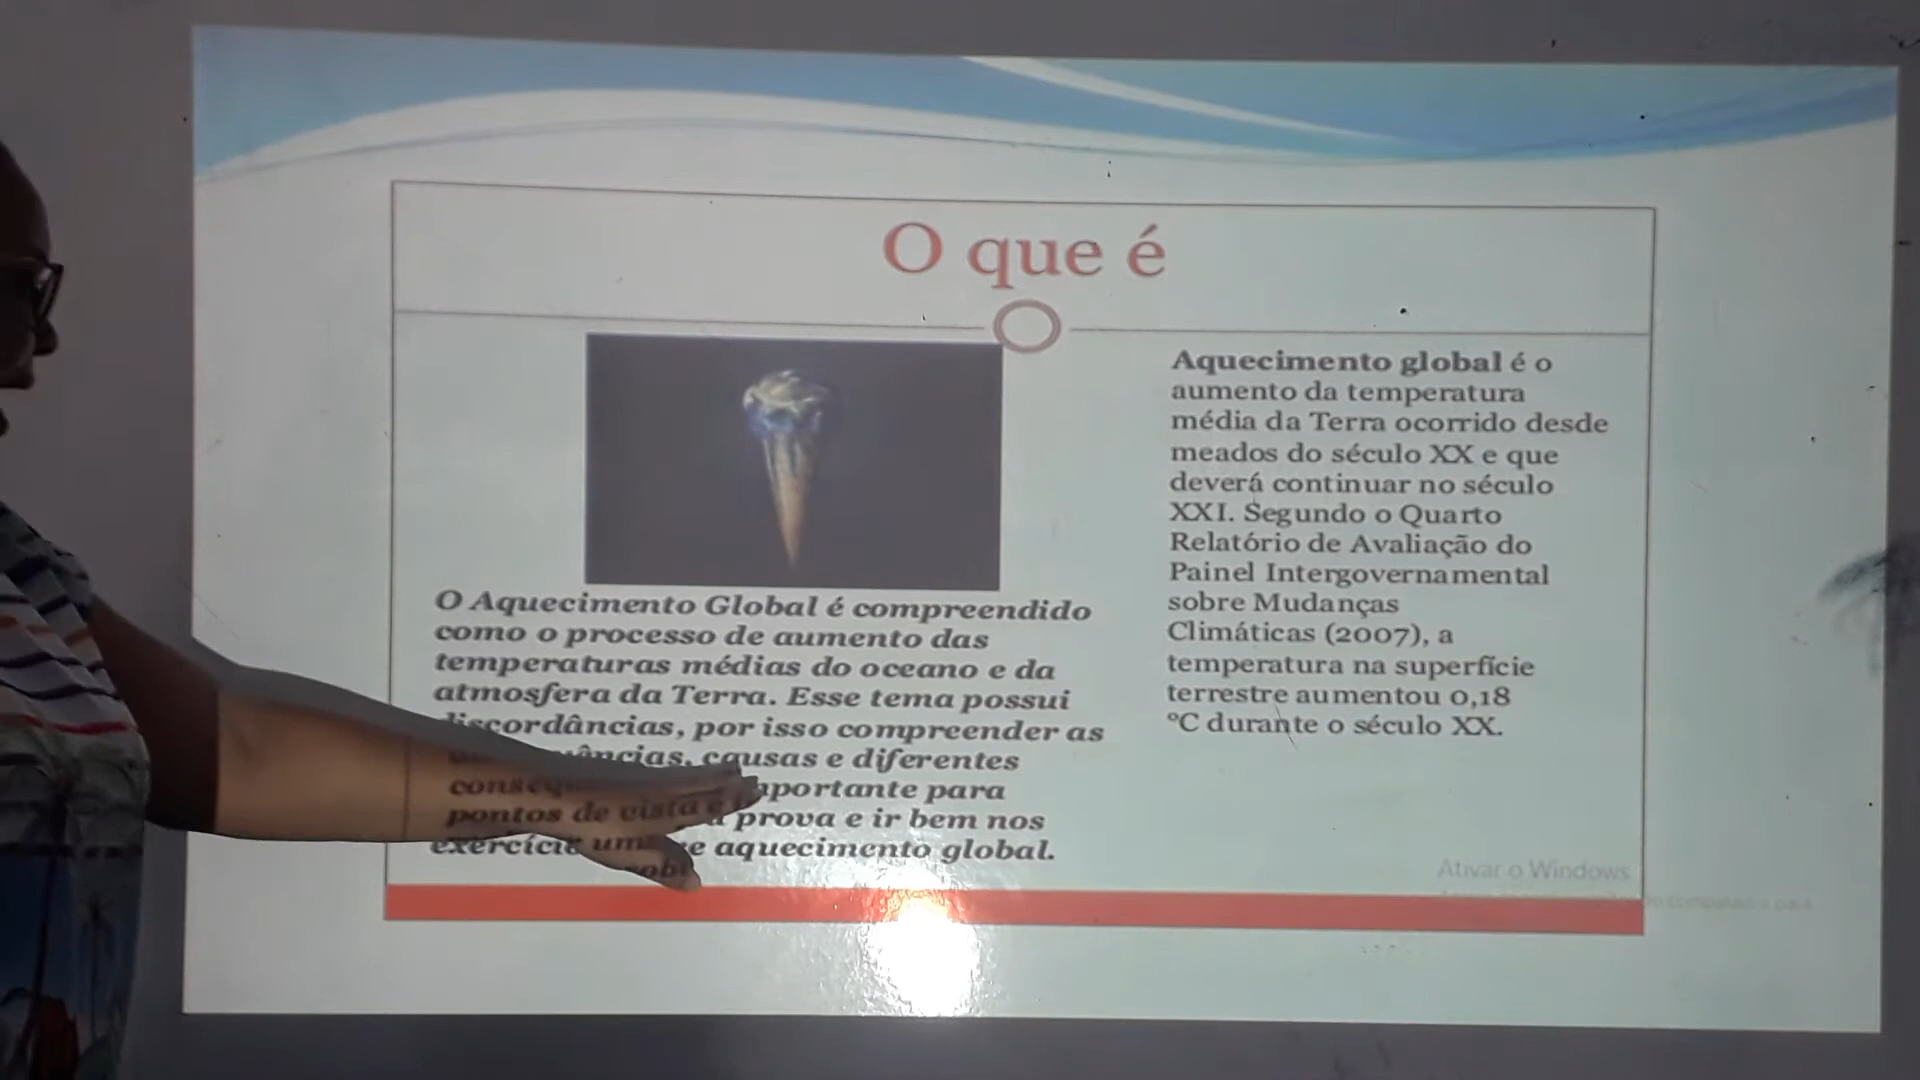 O que é
O Aquecimento Global é compreendido
como o processo de aumento das
temperaturas médias do oceano e da
atmosfera da Terra. Esse tema possui
discordâncias, por isso compreender as
causas e diferentes
pontos de vista é
para
prova e ir bem nos
aquecimento global.
Aquecimento global é o
aumento da temperatura
média da Terra ocorrido desde
meados do século XX e que
deverá continuar no século
XXI. Segundo o Quarto
Relatório de Avaliação do
Painel Intergovernamental
sobre Mudanças
Climáticas (2007), a
temperatura na superfície
terrestre aumentou 0,18
°C durante o século XX.
Ativar o Windows